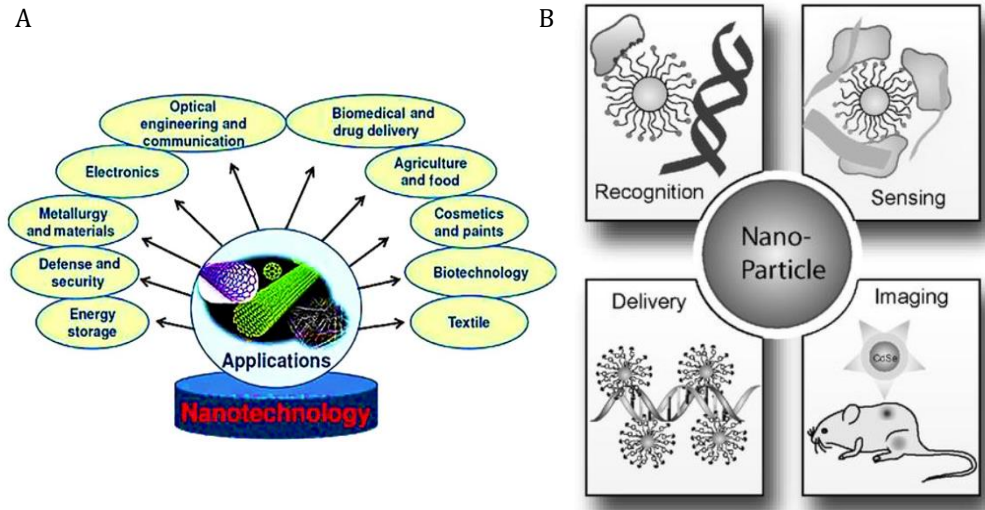 A
Optical
engineering and
communication
Biomedical and
drug delivery
Electronics
Agriculture
and food
Metallurgy
and materials
Cosmetics
and paints
Defense and
security
Biotechnology
Energy
storage
Textile
Applications
Nanotechnology
B
Recognition
Sensing
Nano-
Particle
Delivery
Imaging
CdSe